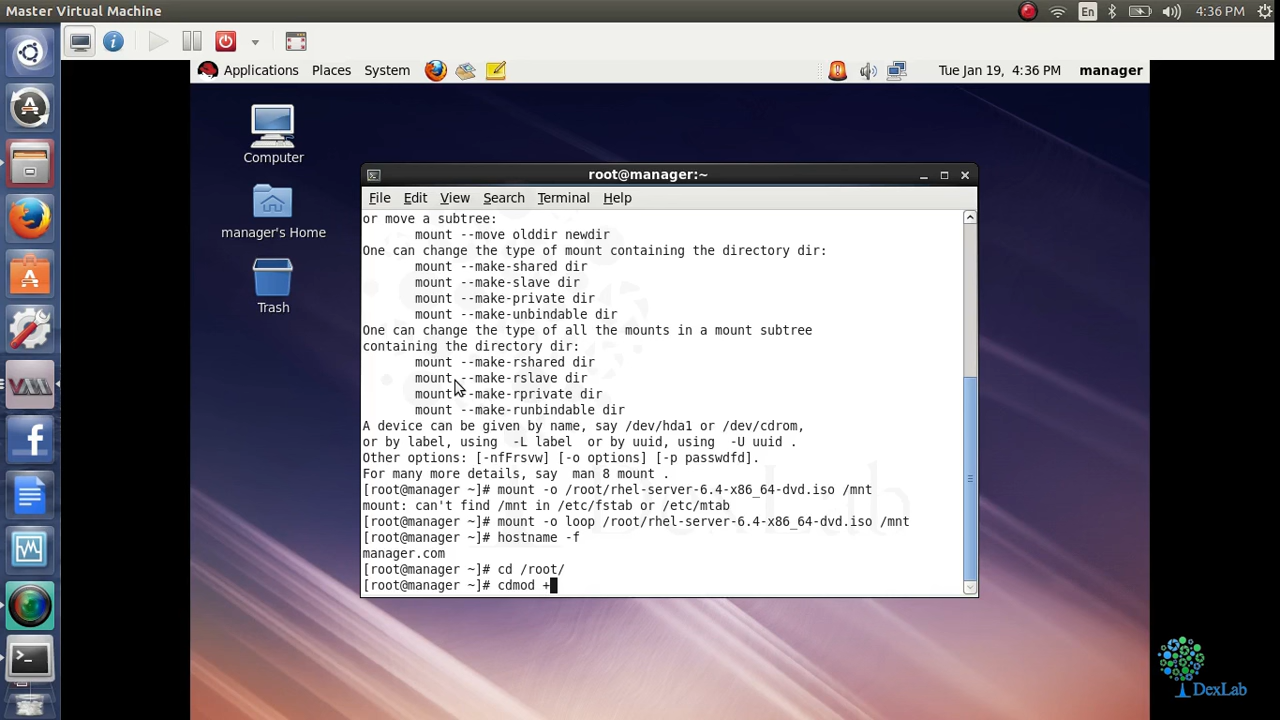 Master Virtual Machine
En
4:36 PM
Applications Places System
Tue Jan 19, 4:36 PM
manager
Computer
manager's Home
Trash
root@manager:~
File Edit View Search Terminal Help
or move a subtree:
mount --move olddir newdir
One can change the type of mount containing the directory dir:
mount --make-shared dir
mount --make-slave dir
mount --make-private dir
mount --make-unbindable dir
One can change the type of all the mounts in a mount subtree
containing the directory dir:
mount --make-rshared dir
mount --make-rslave dir
mount --make-rprivate dir
mount --make-runbindable dir
A device can be given by name, say /dev/hda1 or /dev/cdrom,
or by label, using  -L label  or by uuid, using  -U uuid .
Other options: [-nfFrsvw] [-o options] [-p passwdfd].
For many more details, say  man 8 mount .
[root@manager ~]# mount -o /root/rhel-server-6.4-x86_64-dvd.iso /mnt
mount: can't find /mnt in /etc/fstab or /etc/mtab
[root@manager ~]# mount -o loop /root/rhel-server-6.4-x86_64-dvd.iso /mnt
[root@manager ~]# hostname -f
manager.com
[root@manager ~]# cd /root/
[root@manager ~]# cdmod +
DexLab